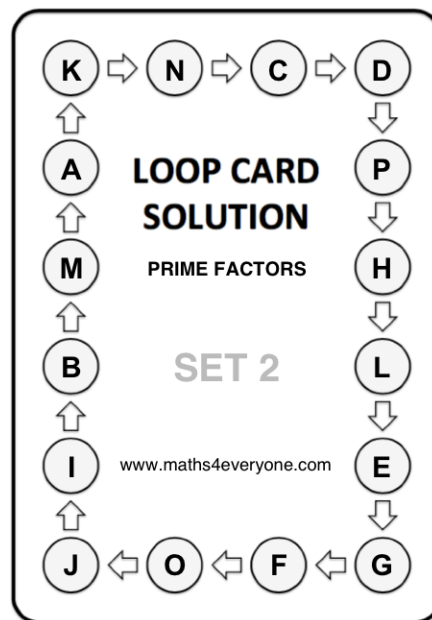 K N C D
A LOOP CARD P
SOLUTION
M PRIME FACTORS H
B SET 2 L
I www.maths4everyone.com E
J O F G